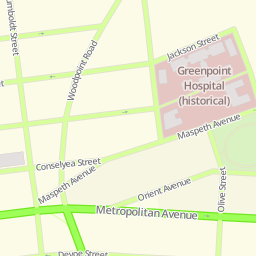 umboldt Street
Woodpoint Road
Jackson Street
Greenpoint
Hospital
(historical)
Maspeth Avenue
Conselyea Street
Maspeth Avenue
Orient Avenue
Olive Street
Metropolitan Avenue
Devoe Street